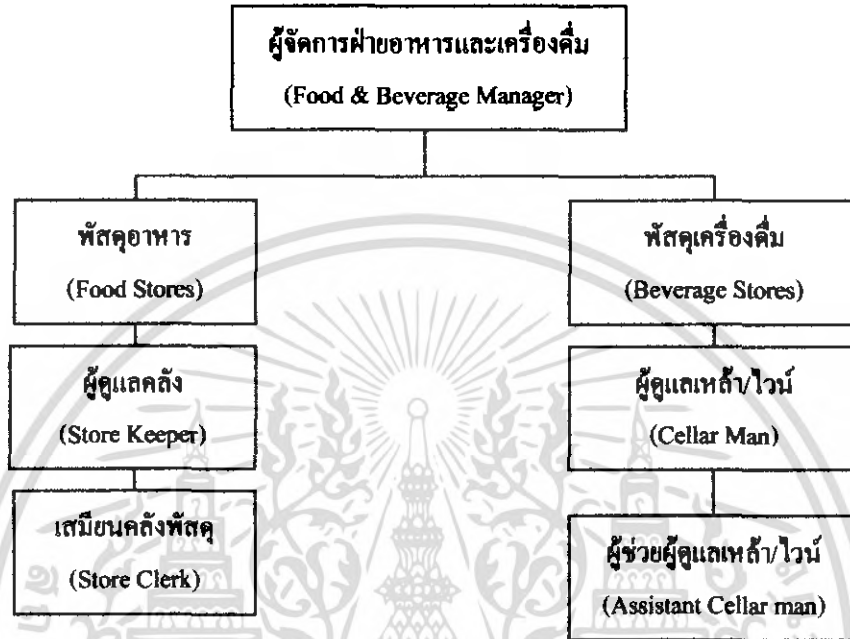 ผู้จัดการฝ่ายอาหารและเครื่องดื่ม
(Food & Beverage Manager)
พัสดุอาหาร
(Food Stores)
พัสดุเครื่องดื่ม
(Beverage Stores)
ผู้ดูแลคลัง
(Store Keeper)
ผู้ดูแลเหล้า/ไวน์
(Cellar Man)
เสมียนคลังพัสดุ
(Store Clerk)
ผู้ช่วยผู้ดูแลเหล้า/ไวน์
(Assistant Cellar man)